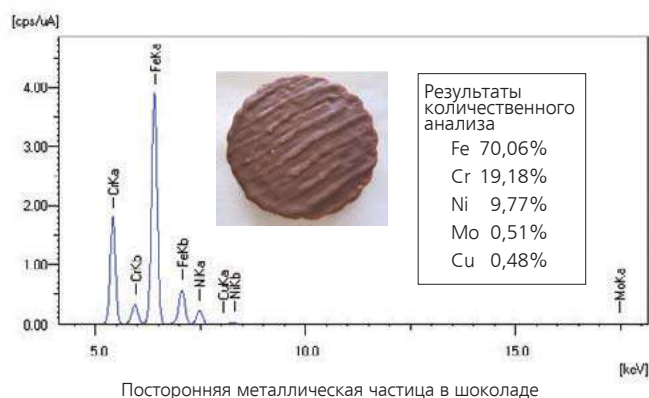 [cps/uA]
4.00
3.00
2.00
1.00
0.00
CrKa
CrKb
FeKa
FeKb
NiKa
CuKa
NiKb
MoKa
Результаты
количественного
анализа
Fe 70,06%
Cr 19,18%
Ni 9,77%
Mo 0,51%
Cu 0,48%
5.0 10.0 15.0
[keV]
Посторонняя металлическая частица в шоколаде